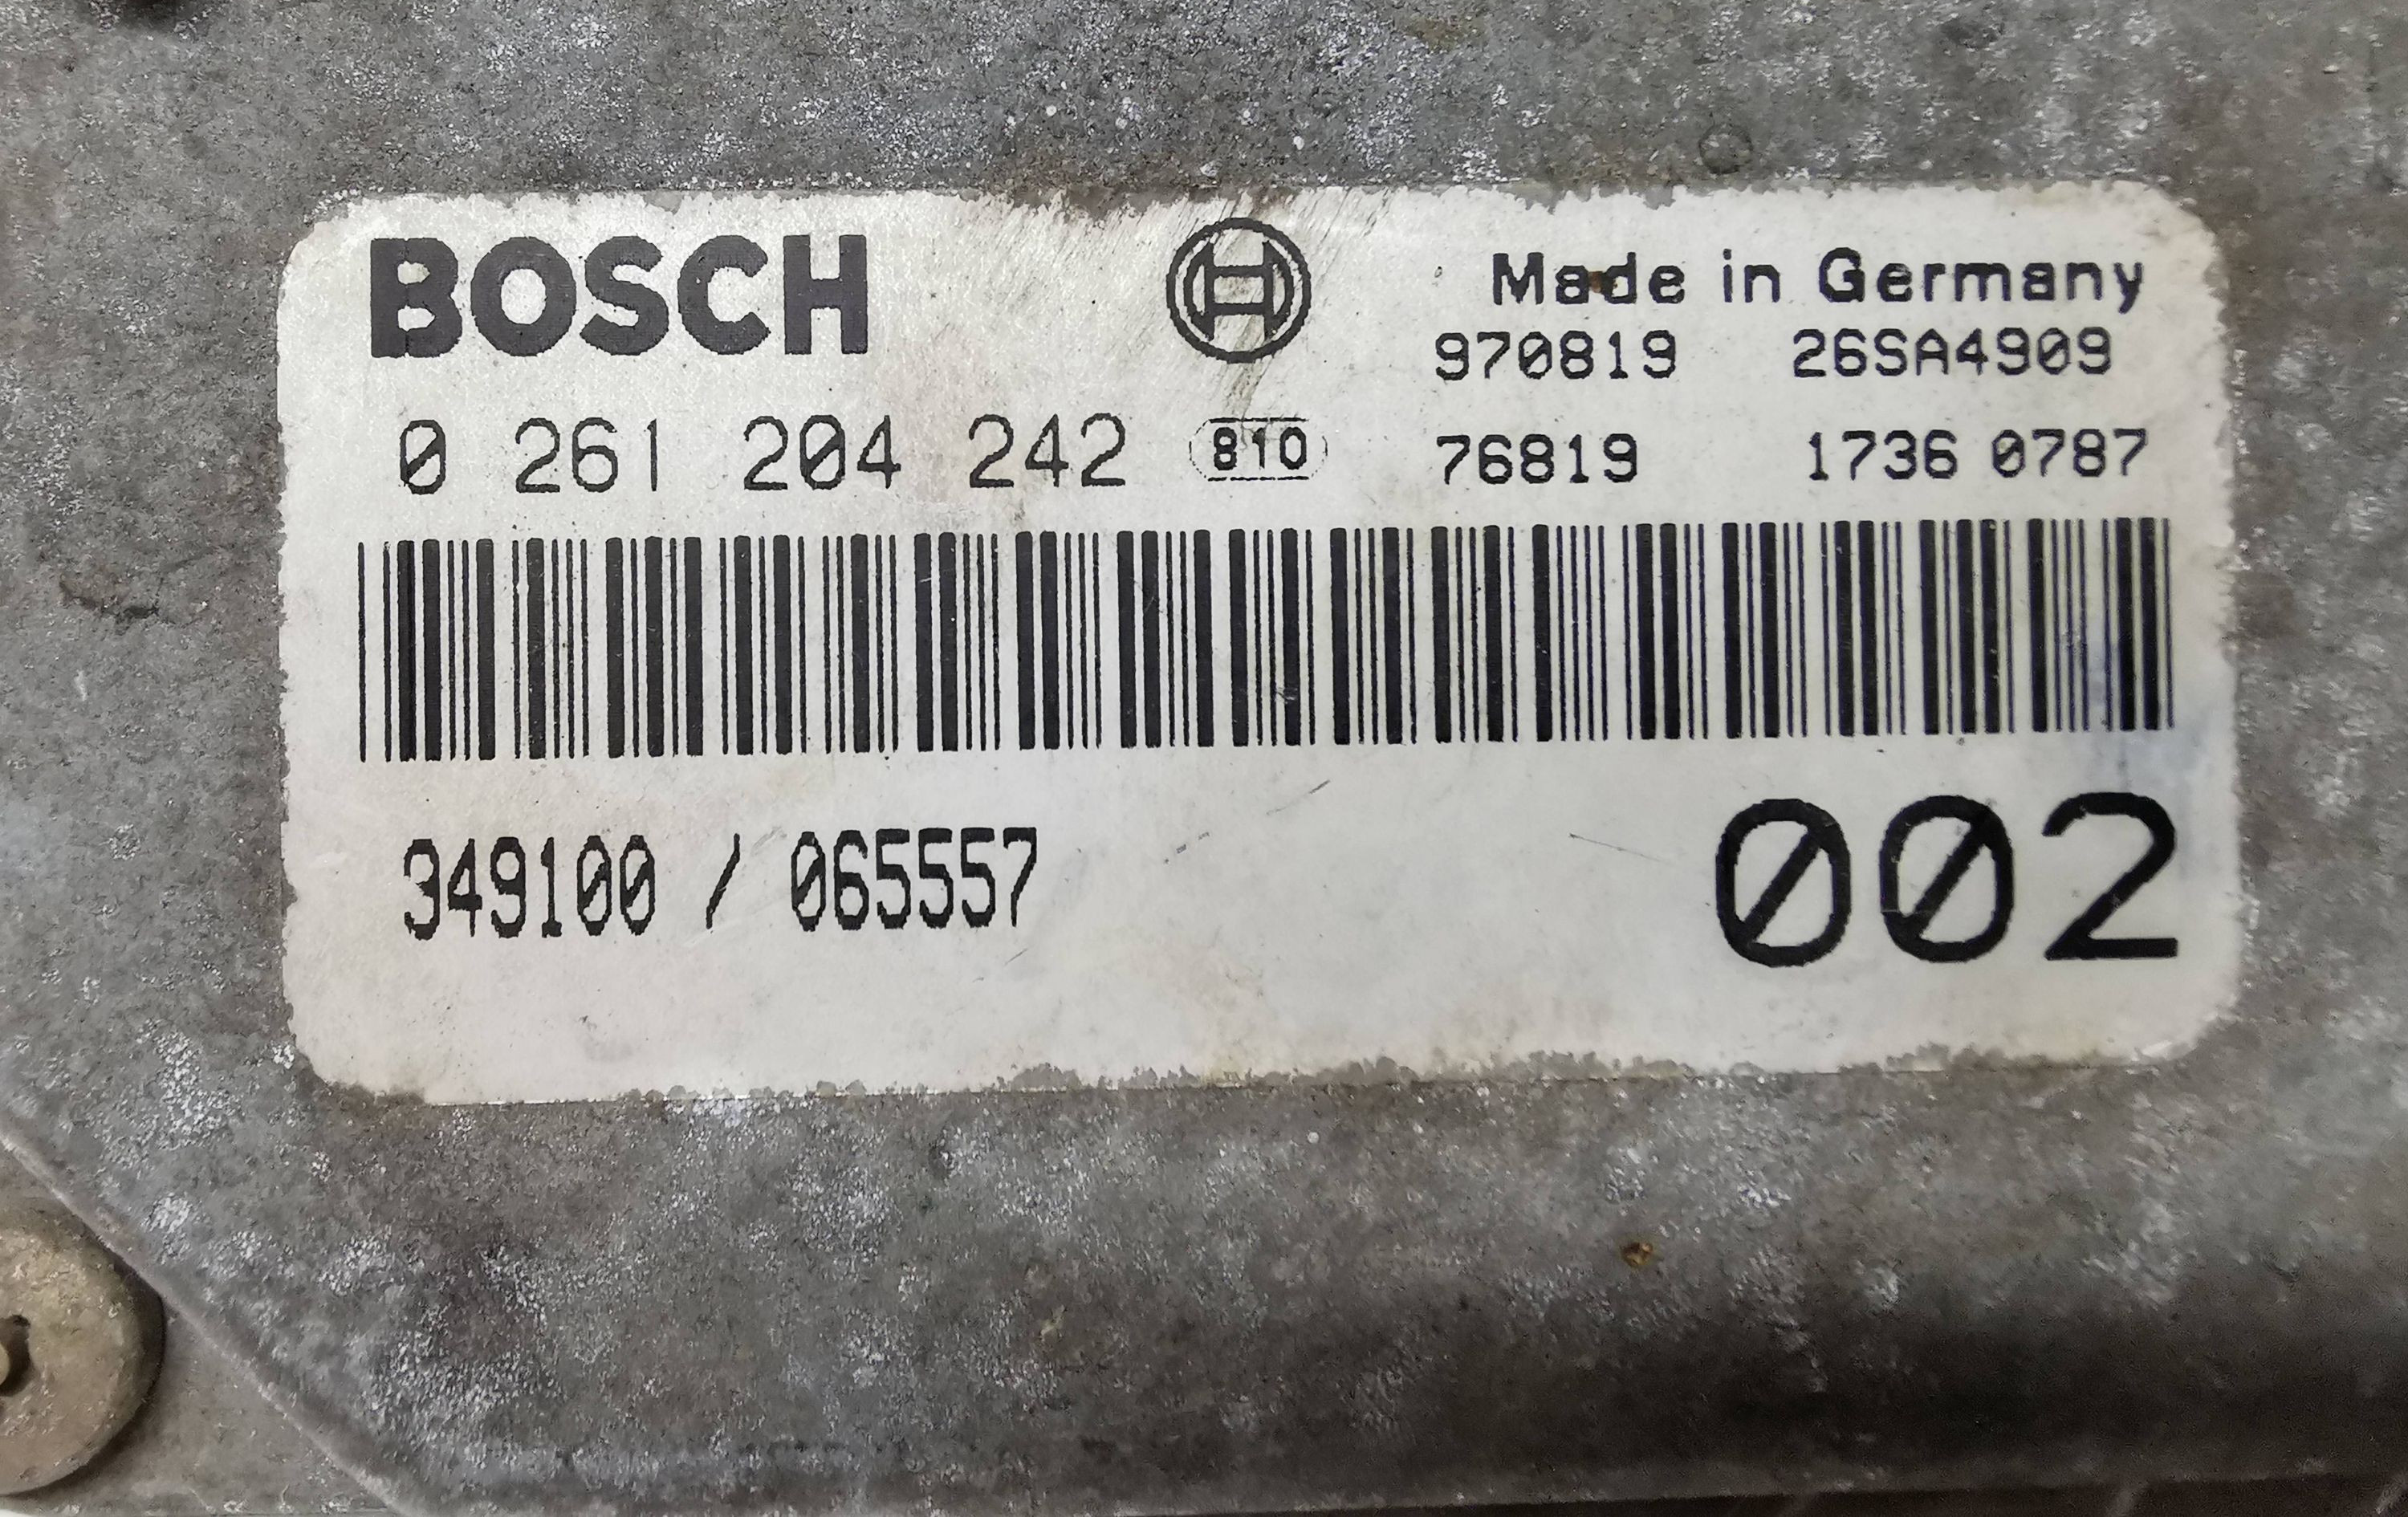 BOSCH
Made in Germany
970819 26SA4909
0 261 204 242 810 76819 1736 0787
349100 / 065557
002